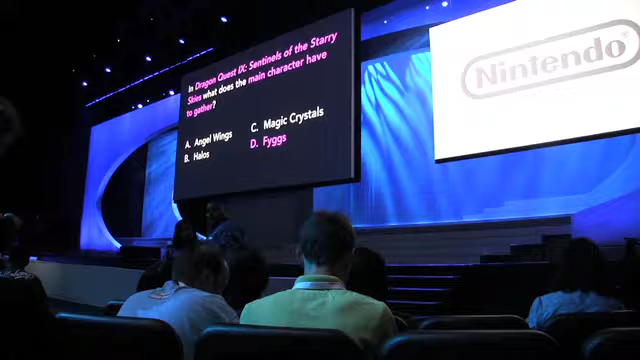 In Dragon Quest IX: Sentinels of the Starry
Skies what does the main character have
to gather?
A. Angel Wings
B. Halos
C. Magic Crystals
D. Fyggs
Nintendo®